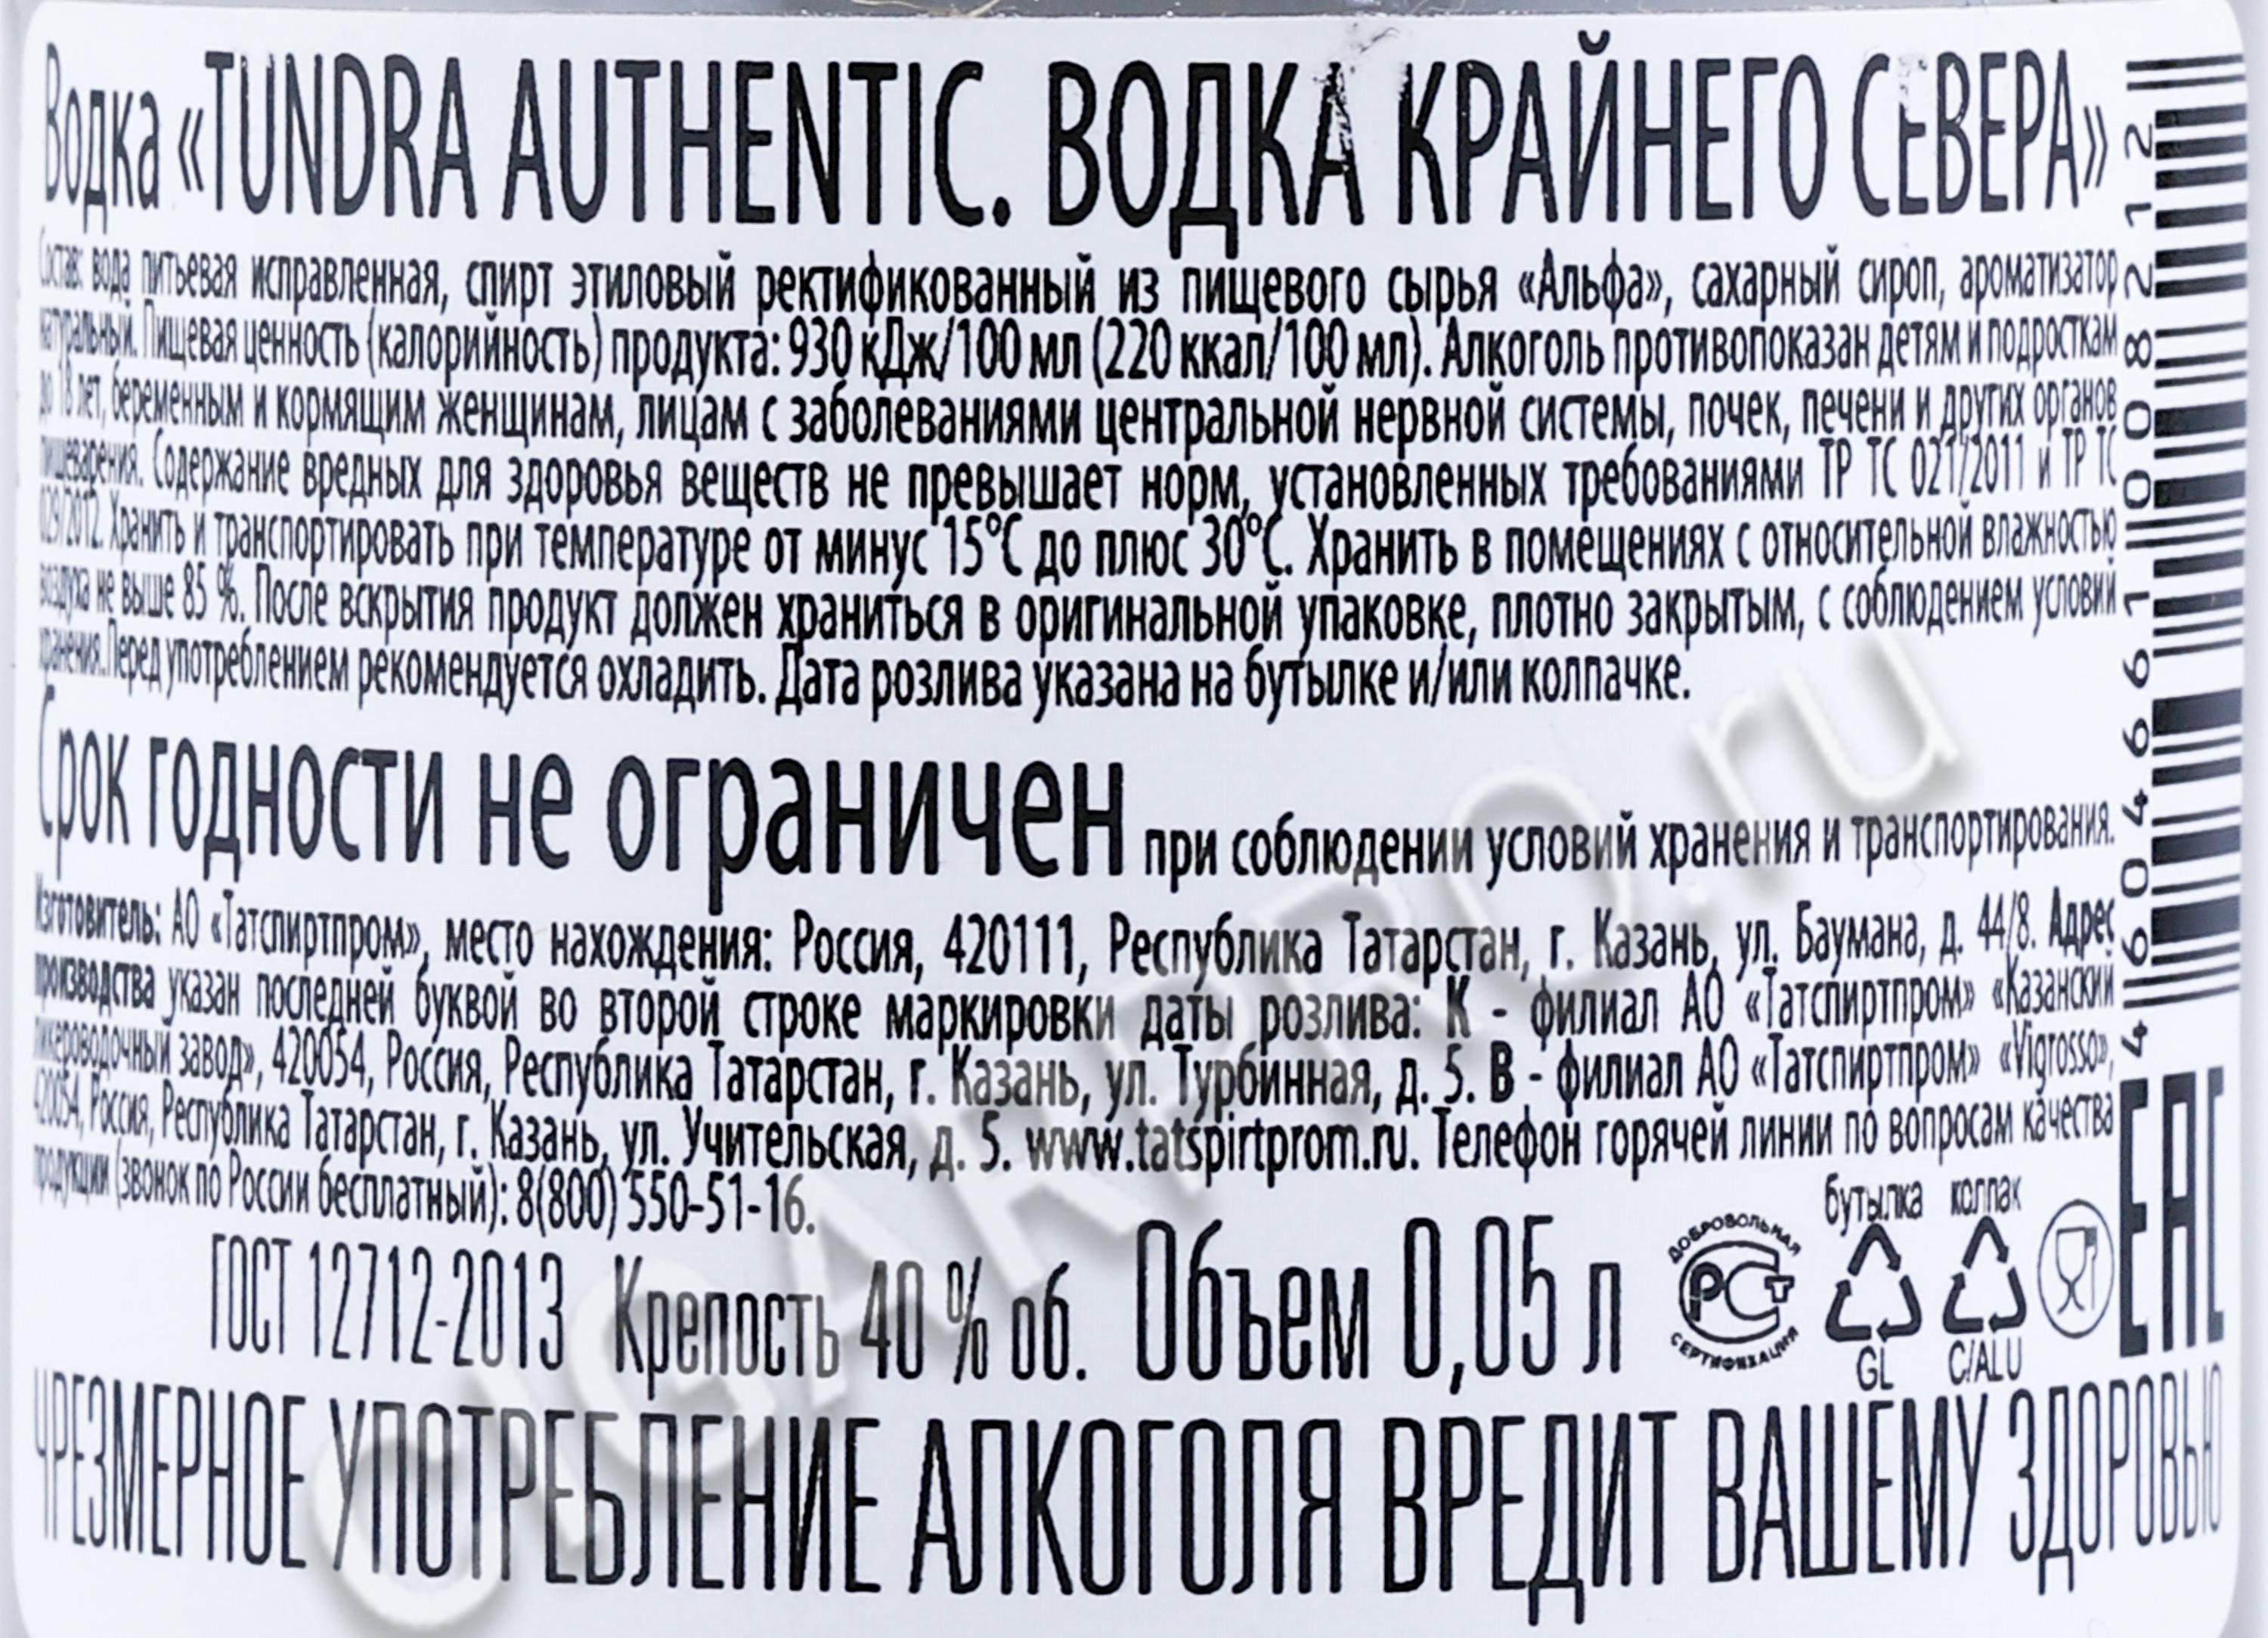 Водка «TUNDRA AUTHENTIC. ВОДКА КРАЙНЕГО СЕВЕРА»
Состав: вода питьевая исправленная, спирт этиловый ректификованный из пищевого сырья «Альфа», сахарный сироп, ароматизатор
натуральный. Пищевая ценность (калорийность) продукта: 930 кДж/100 мл (220 ккал/100 мл). Алкоголь противопоказан детям и подросткам
до 18 лет, беременным и кормящим женщинам, лицам с заболеваниями центральной нервной системы, почек, печени и других органов
пищеварения. Содержание вредных для здоровья веществ не превышает норм, установленных требованиями ТР ТС 021/2011 и ТР ТС
029/2012. Хранить и транспортировать при температуре от минус 15°С до плюс 30°С. Хранить в помещениях с относительной влажностью
воздуха не выше 85 %. После вскрытия продукт должен храниться в оригинальной упаковке, плотно закрытым, с соблюдением условий
хранения. Перед употреблением рекомендуется охладить. Дата розлива указана на бутылке и/или колпачке.
Срок годности не ограничен при соблюдении условий хранения и транспортирования.
Изготовитель: АО «Татспиртпром», место нахождения: Россия, 420111, Республика Татарстан, г. Казань, ул. Баумана, д. 44/8. Адрес
производства указан последней буквой во второй строке маркировки даты розлива: К - филиал АО «Татспиртпром» «Казанский
ликероводочный завод», 420054, Россия, Республика Татарстан, г. Казань, ул. Турбинная, д. 5. В - филиал АО «Татспиртпром» «Vigrosso»,
420054, Россия, Республика Татарстан, г. Казань, ул. Учительская, д. 5. www.tatspirtprom.ru. Телефон горячей линии по вопросам качества
продукции (звонок по России бесплатный): 8(800) 550-51-16.
ГОСТ 12712-2013 Крепость 40 % об. Объем 0,05 л
ДОБРОВОЛЬНАЯ
РСТ
СЕРТИФИКАЦИЯ
бутылка колпак
GL C/ALU
EAC
ЧРЕЗМЕРНОЕ УПОТРЕБЛЕНИЕ АЛКОГОЛЯ ВРЕДИТ ВАШЕМУ ЗДОРОВЬЮ
4 604661 008212
CIGARPRO.ru